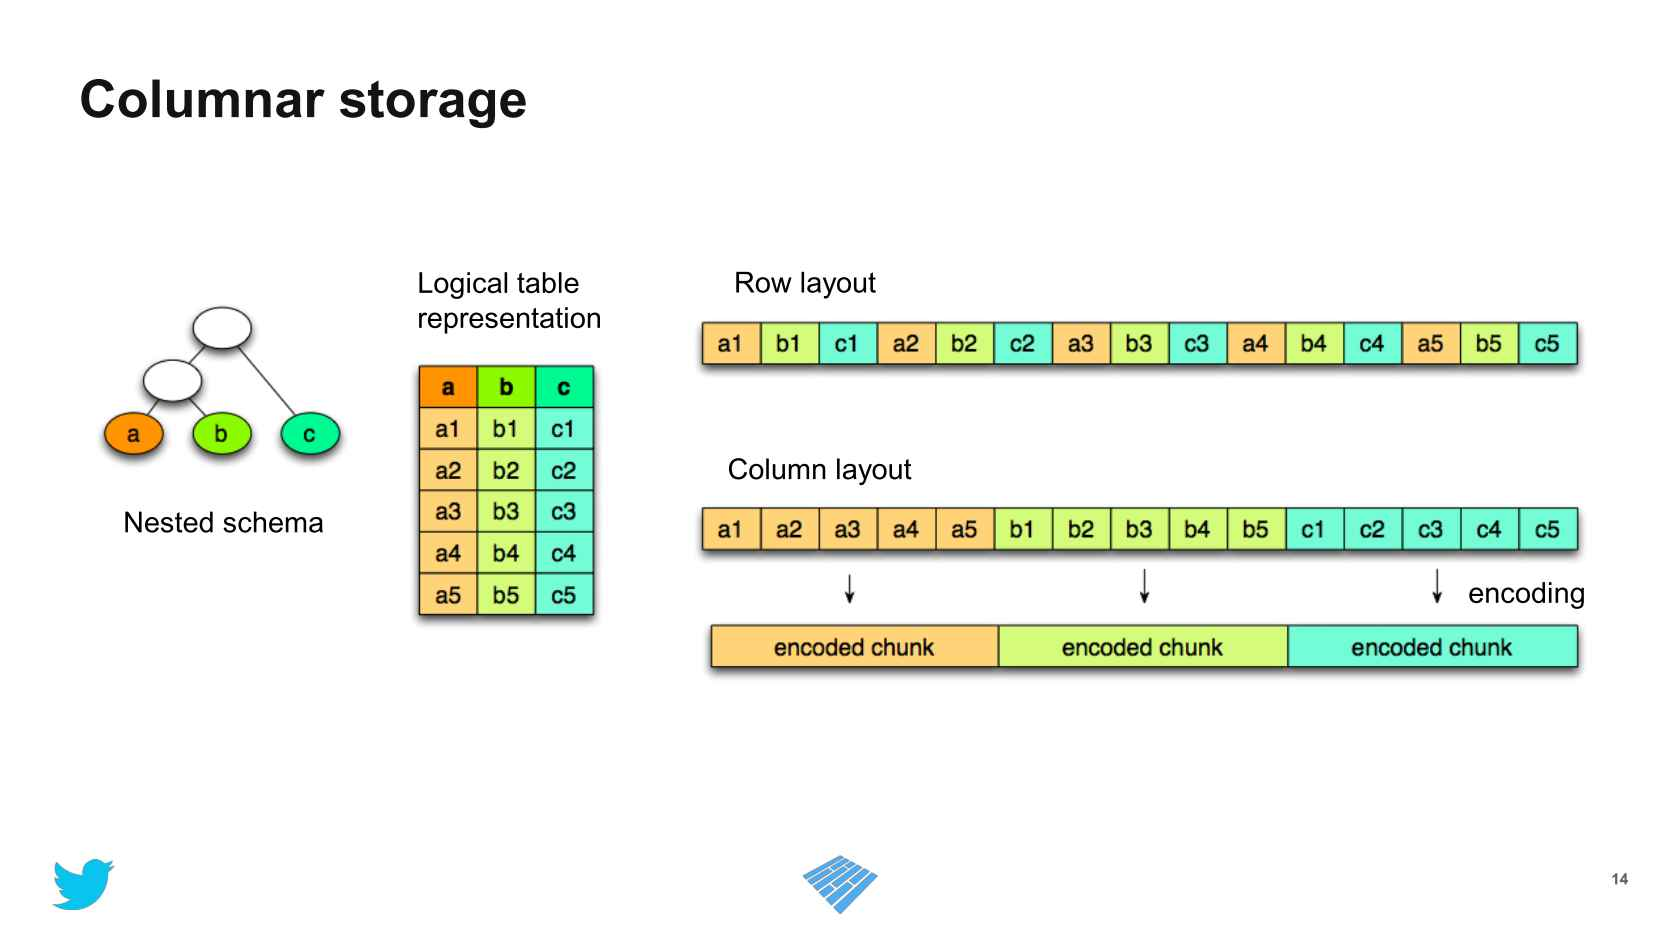 Columnar storage
a b c
Nested schema
Logical table
representation
a b c
a1 b1 c1
a2 b2 c2
a3 b3 c3
a4 b4 c4
a5 b5 c5
Row layout
a1 b1 c1 a2 b2 c2 a3 b3 c3 a4 b4 c4 a5 b5 c5
Column layout
a1 a2 a3 a4 a5 b1 b2 b3 b4 b5 c1 c2 c3 c4 c5
encoding
encoded chunk encoded chunk encoded chunk
14